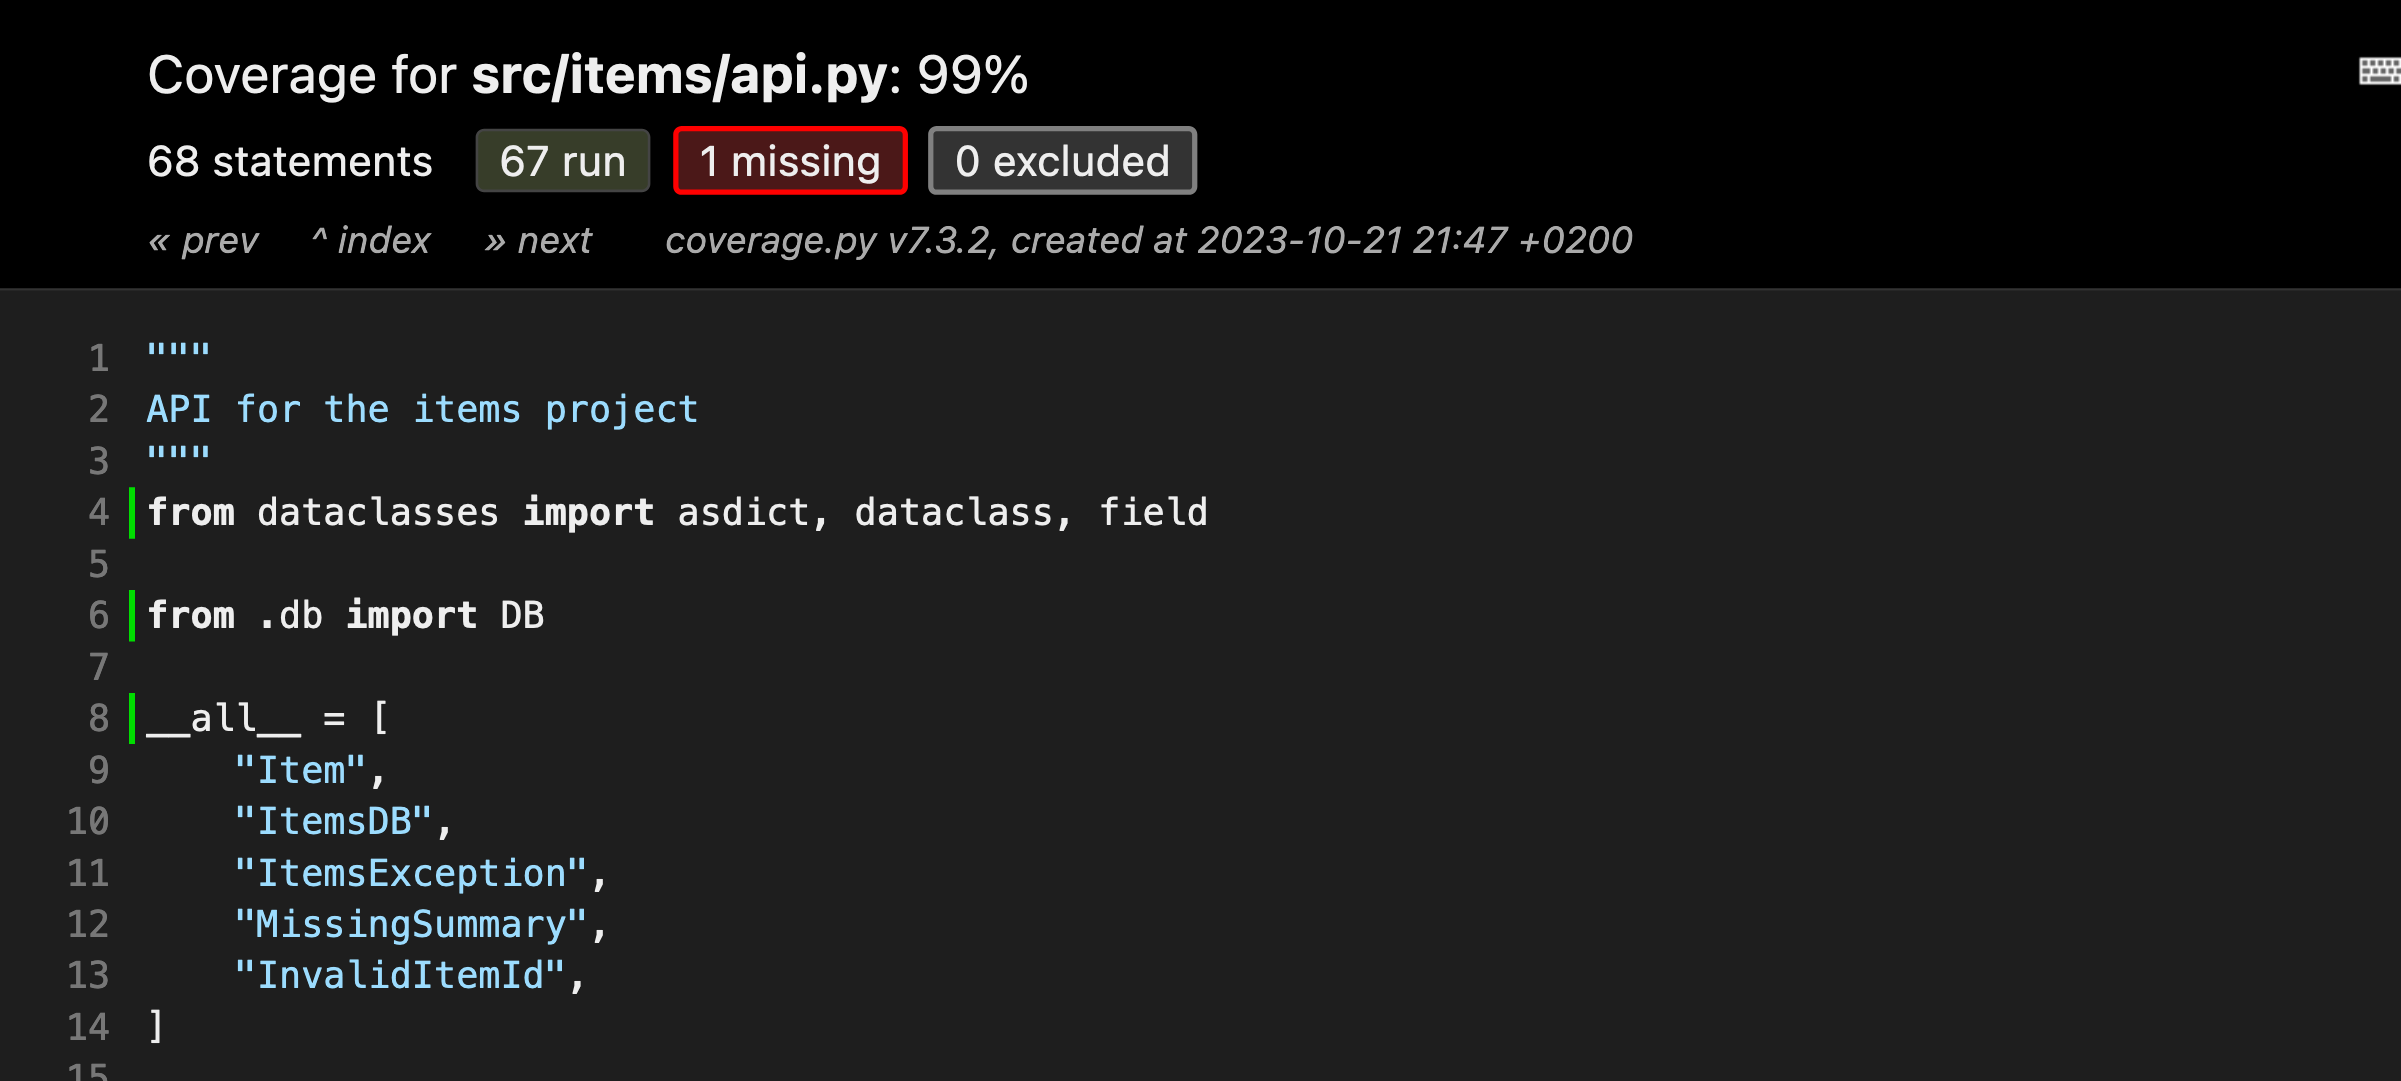 Coverage for src/items/api.py: 99%
68 statements 67 run 1 missing 0 excluded
« prev ^ index » next coverage.py v7.3.2, created at 2023-10-21 21:47 +0200
1 """
2 API for the items project
3 """
4 from dataclasses import asdict, dataclass, field
5
6 from .db import DB
7
8 __all__ = [
9     "Item",
10     "ItemsDB",
11     "ItemsException",
12     "MissingSummary",
13     "InvalidItemId",
14 ]
15